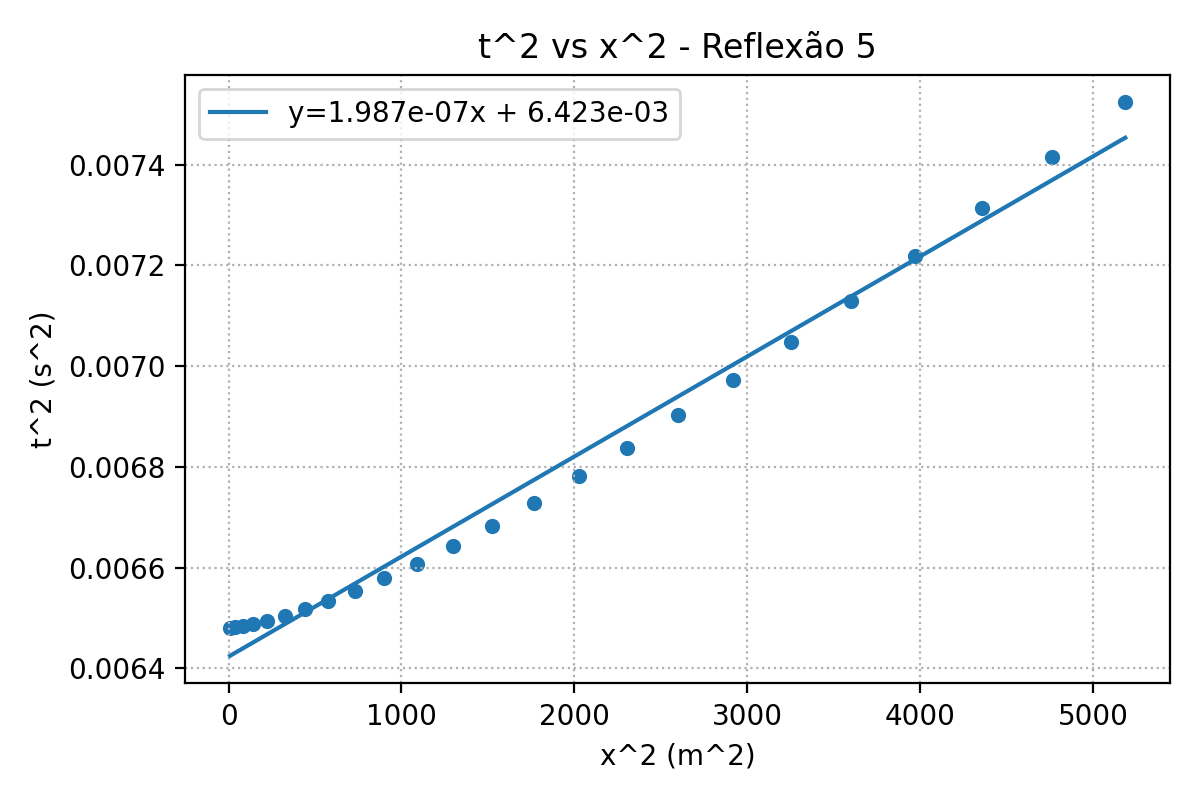 t^2 vs x^2 - Reflexão 5
y=1.987e-07x + 6.423e-03
t^2 (s^2)
0.0074
0.0072
0.0070
0.0068
0.0066
0.0064
0 1000 2000 3000 4000 5000
x^2 (m^2)